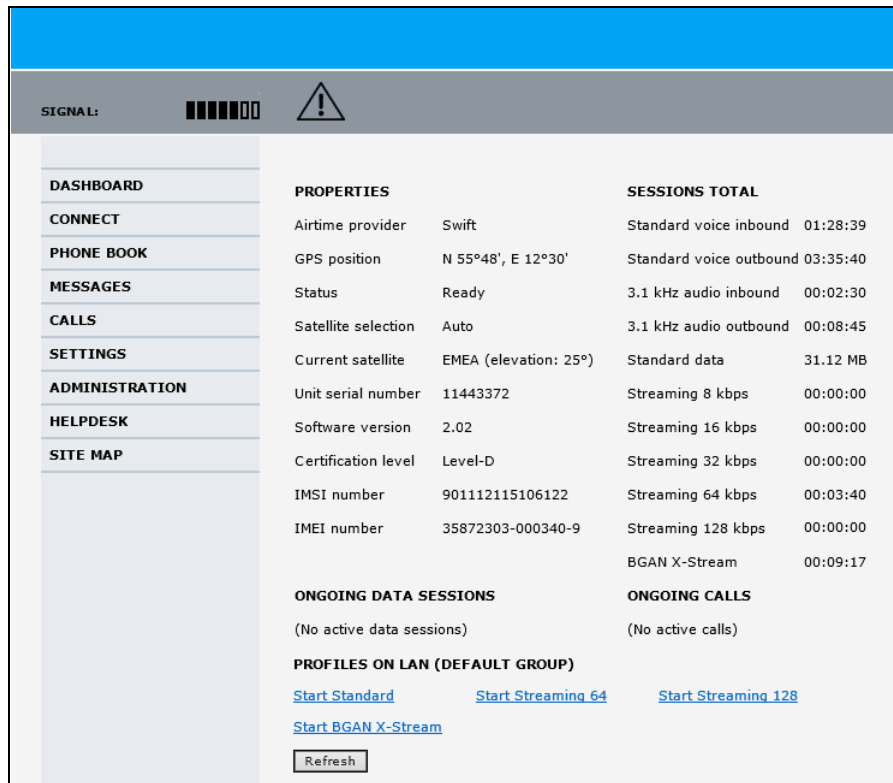 SIGNAL:
DASHBOARD
CONNECT
PHONE BOOK
MESSAGES
CALLS
SETTINGS
ADMINISTRATION
HELPDESK
SITE MAP
PROPERTIES
Airtime provider Swift
GPS position N 55°48', E 12°30'
Status Ready
Satellite selection Auto
Current satellite EMEA (elevation: 25°)
Unit serial number 11443372
Software version 2.02
Certification level Level-D
IMSI number 901112115106122
IMEI number 35872303-000340-9
SESSIONS TOTAL
Standard voice inbound 01:28:39
Standard voice outbound 03:35:40
3.1 kHz audio inbound 00:02:30
3.1 kHz audio outbound 00:08:45
Standard data 31.12 MB
Streaming 8 kbps 00:00:00
Streaming 16 kbps 00:00:00
Streaming 32 kbps 00:00:00
Streaming 64 kbps 00:03:40
Streaming 128 kbps 00:00:00
BGAN X-Stream 00:09:17
ONGOING DATA SESSIONS
(No active data sessions)
ONGOING CALLS
(No active calls)
PROFILES ON LAN (DEFAULT GROUP)
Start Standard Start Streaming 64 Start Streaming 128
Start BGAN X-Stream
Refresh